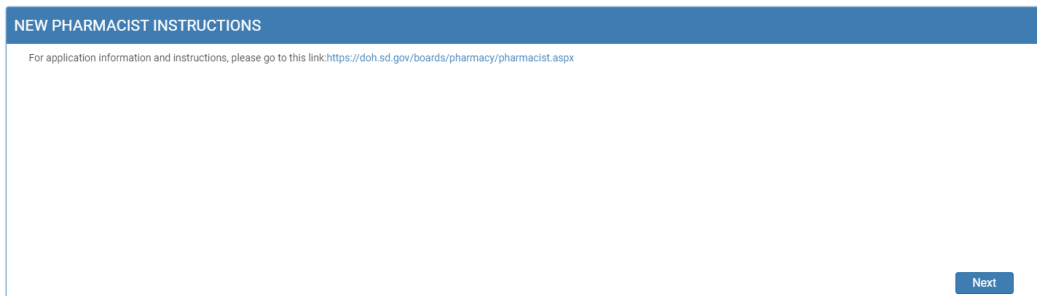 NEW PHARMACIST INSTRUCTIONS
For application information and instructions, please go to this link:https://doh.sd.gov/boards/pharmacy/pharmacist.aspx
Next